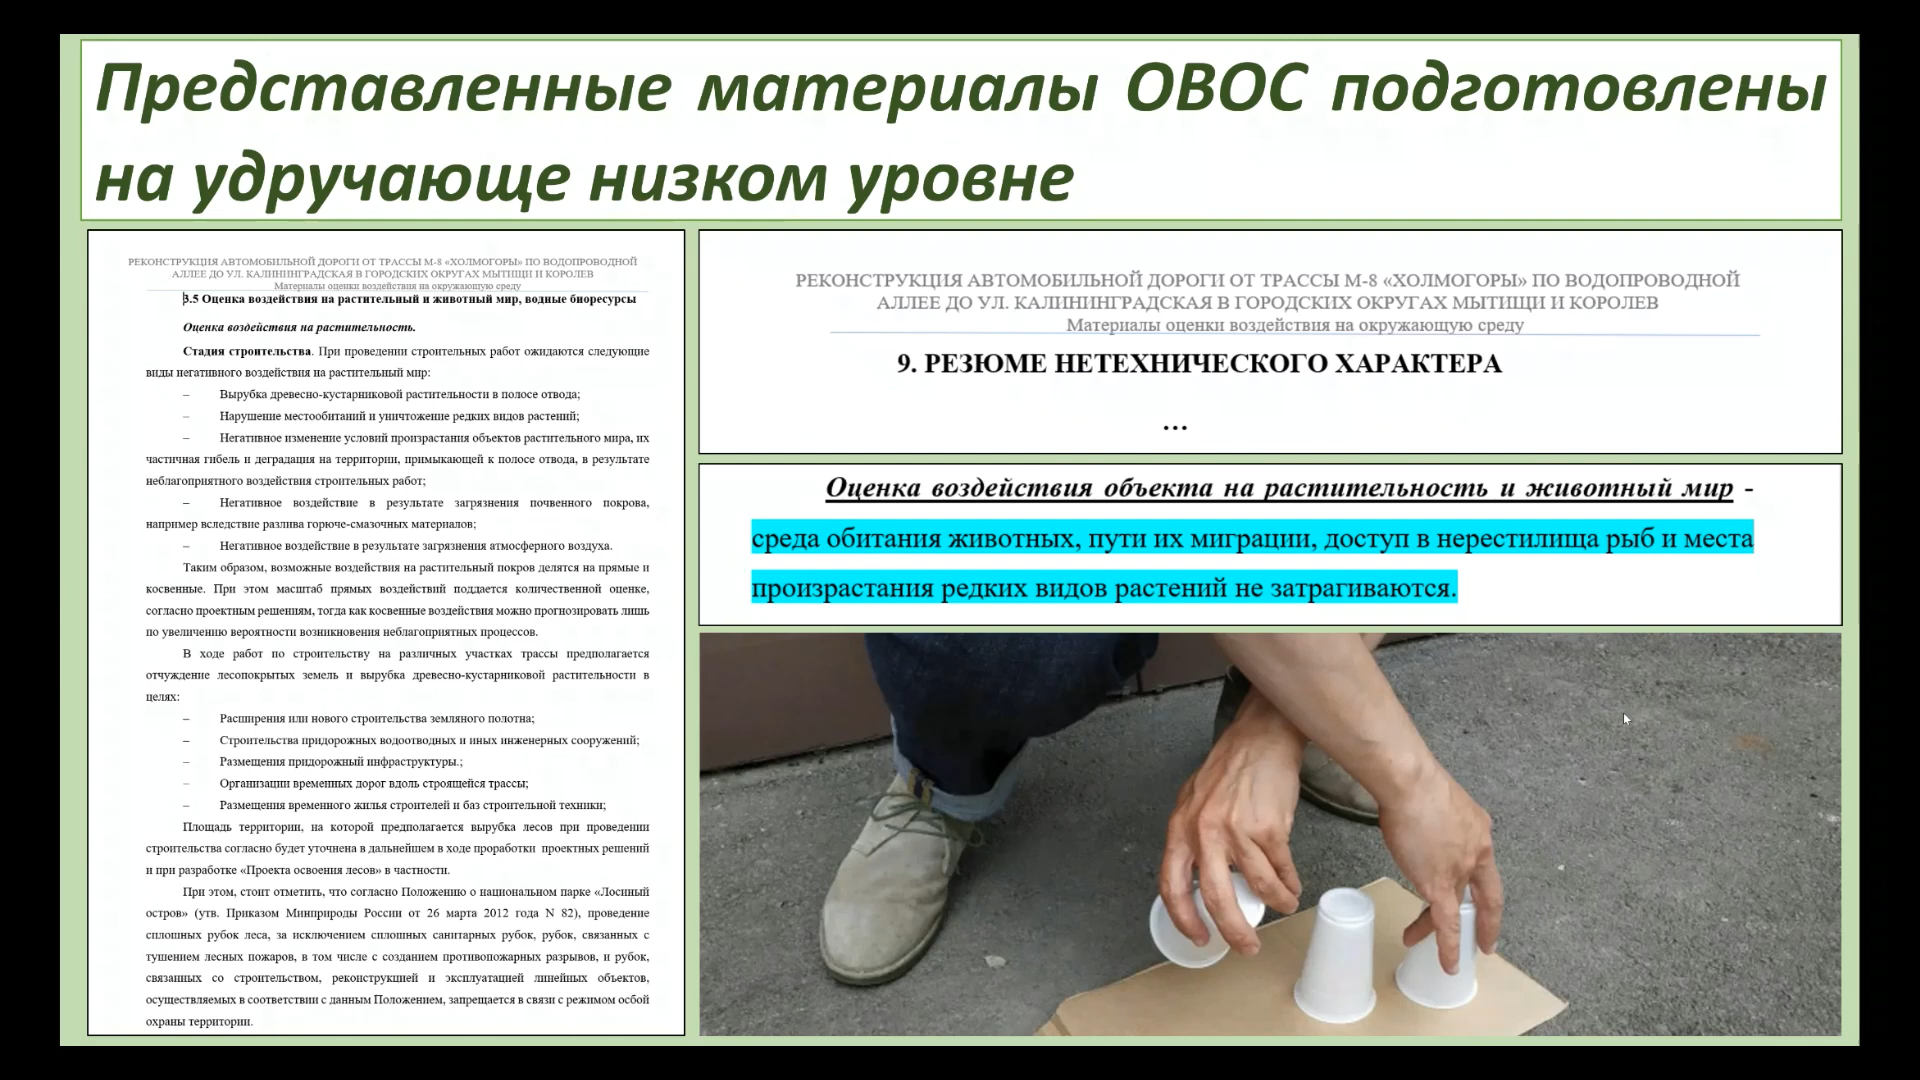 Представленные материалы ОВОС подготовлены
на удручающе низком уровне
РЕКОНСТРУКЦИЯ АВТОМОБИЛЬНОЙ ДОРОГИ ОТ ТРАССЫ М-8 «ХОЛМОГОРЫ» ПО ВОДОПРОВОДНОЙ
АЛЛЕЕ ДО УЛ. КАЛИНИНГРАДСКАЯ В ГОРОДСКИХ ОКРУГАХ МЫТИЩИ И КОРОЛЕВ
Материалы оценки воздействия на окружающую среду
3.5 Оценка воздействия на растительный и животный мир, водные биоресурсы
Оценка воздействия на растительность.
Стадия строительства. При проведении строительных работ ожидаются следующие
виды негативного воздействия на растительный мир:
– Вырубка древесно-кустарниковой растительности в полосе отвода;
– Нарушение местообитаний и уничтожение редких видов растений;
– Негативное изменение условий произрастания объектов растительного мира, их
частичная гибель и деградация на территории, примыкающей к полосе отвода, в результате
неблагоприятного воздействия строительных работ;
– Негативное воздействие в результате загрязнения почвенного покрова,
например вследствие разлива горюче-смазочных материалов;
– Негативное воздействие в результате загрязнения атмосферного воздуха.
Таким образом, возможные воздействия на растительный покров делятся на прямые и
косвенные. При этом масштаб прямых воздействий поддается количественной оценке,
согласно проектным решениям, тогда как косвенные воздействия можно прогнозировать лишь
по увеличению вероятности возникновения неблагоприятных процессов.
В ходе работ по строительству на различных участках трассы предполагается
отчуждение лесопокрытых земель и вырубка древесно-кустарниковой растительности в
целях:
– Расширения или нового строительства земляного полотна;
– Строительства придорожных водоотводных и иных инженерных сооружений;
– Размещения придорожный инфраструктуры.;
– Организации временных дорог вдоль строящейся трассы;
– Размещения временного жилья строителей и баз строительной техники;
Площадь территории, на которой предполагается вырубка лесов при проведении
строительства согласно будет уточнена в дальнейшем в ходе проработки проектных решений
и при разработке «Проекта освоения лесов» в частности.
При этом, стоит отметить, что согласно Положению о национальном парке «Лосиный
остров» (утв. Приказом Минприроды России от 26 марта 2012 года N 82), проведение
сплошных рубок леса, за исключением сплошных санитарных рубок, рубок, связанных с
тушением лесных пожаров, в том числе с созданием противопожарных разрывов, и рубок,
связанных со строительством, реконструкцией и эксплуатацией линейных объектов,
осуществляемых в соответствии с данным Положением, запрещается в связи с режимом осбой
охраны территории.
РЕКОНСТРУКЦИЯ АВТОМОБИЛЬНОЙ ДОРОГИ ОТ ТРАССЫ М-8 «ХОЛМОГОРЫ» ПО ВОДОПРОВОДНОЙ
АЛЛЕЕ ДО УЛ. КАЛИНИНГРАДСКАЯ В ГОРОДСКИХ ОКРУГАХ МЫТИЩИ И КОРОЛЕВ
Материалы оценки воздействия на окружающую среду
9. РЕЗЮМЕ НЕТЕХНИЧЕСКОГО ХАРАКТЕРА
…
Оценка воздействия объекта на растительность и животный мир -
среда обитания животных, пути их миграции, доступ в нерестилища рыб и места
произрастания редких видов растений не затрагиваются.